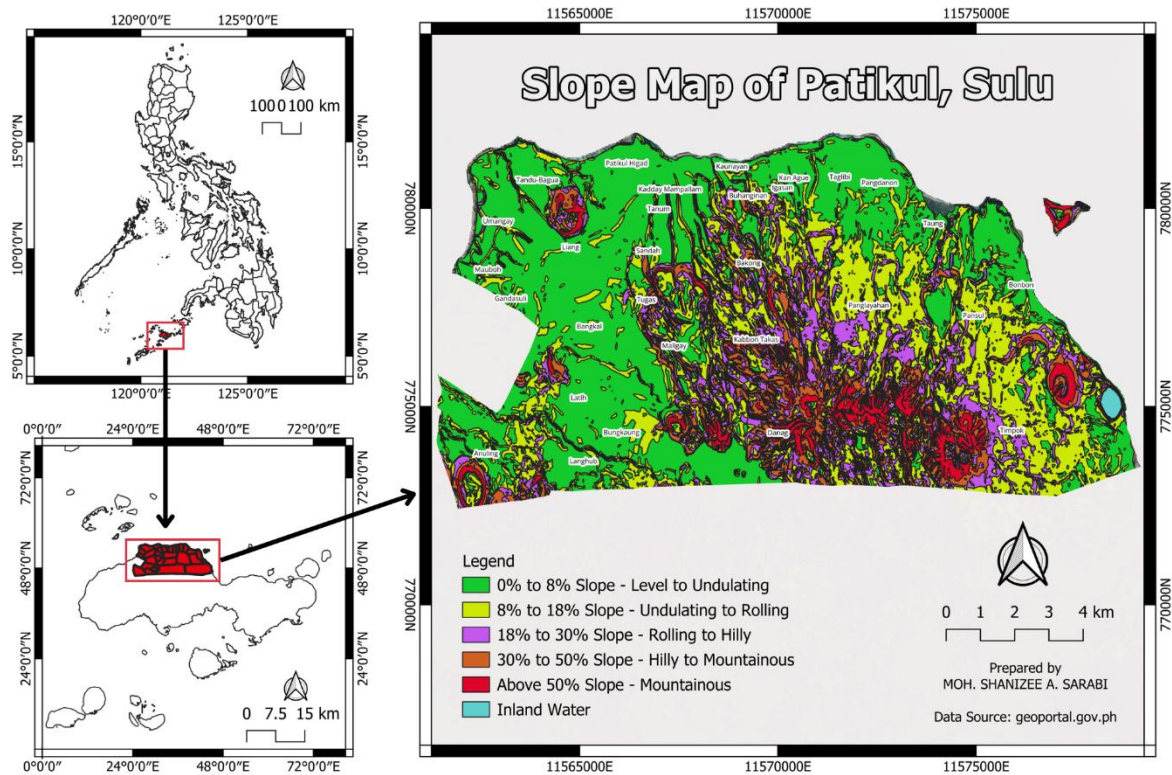 120°0'0"E 125°0'0"E
15°0'0"N
10°0'0"N
5°0'0"N
15°0'0"N
10°0'0"N
5°0'0"N
100 0 100 km
120°0'0"E 125°0'0"E
0°0'0"E 24°0'0"E 48°0'0"E 72°0'0"E
72°0'0"N
48°0'0"N
24°0'0"N
72°0'0"N
48°0'0"N
24°0'0"N
0 7.5 15 km
0°0'0"E 24°0'0"E 48°0'0"E 72°0'0"E
11565000E 11570000E 11575000E
Slope Map of Patikul, Sulu
7800000N
7750000N
7700000N
7800000N
7750000N
7700000N
Patikul Higad
Kaunayan
Tandu-Bagua
Kan Ague
Taglibi
Kadday Mampallam
Igasan
Pangdanon
Buhanginan
Tanum
Umangay
Taung
Liang
Sandah
Bakong
Mauboh
Bonbon
Gandasuli
Tugas
Panglayahan
Pansul
Bangkal
Maligay
Kabbon Takas
Latih
Bungkaung
Danag
Timpok
Anuling
Langhub
Legend
0% to 8% Slope - Level to Undulating
8% to 18% Slope - Undulating to Rolling
18% to 30% Slope - Rolling to Hilly
30% to 50% Slope - Hilly to Mountainous
Above 50% Slope - Mountainous
Inland Water
0 1 2 3 4 km
Prepared by
MOH. SHANIZEE A. SARABI
Data Source: geoportal.gov.ph
11565000E 11570000E 11575000E